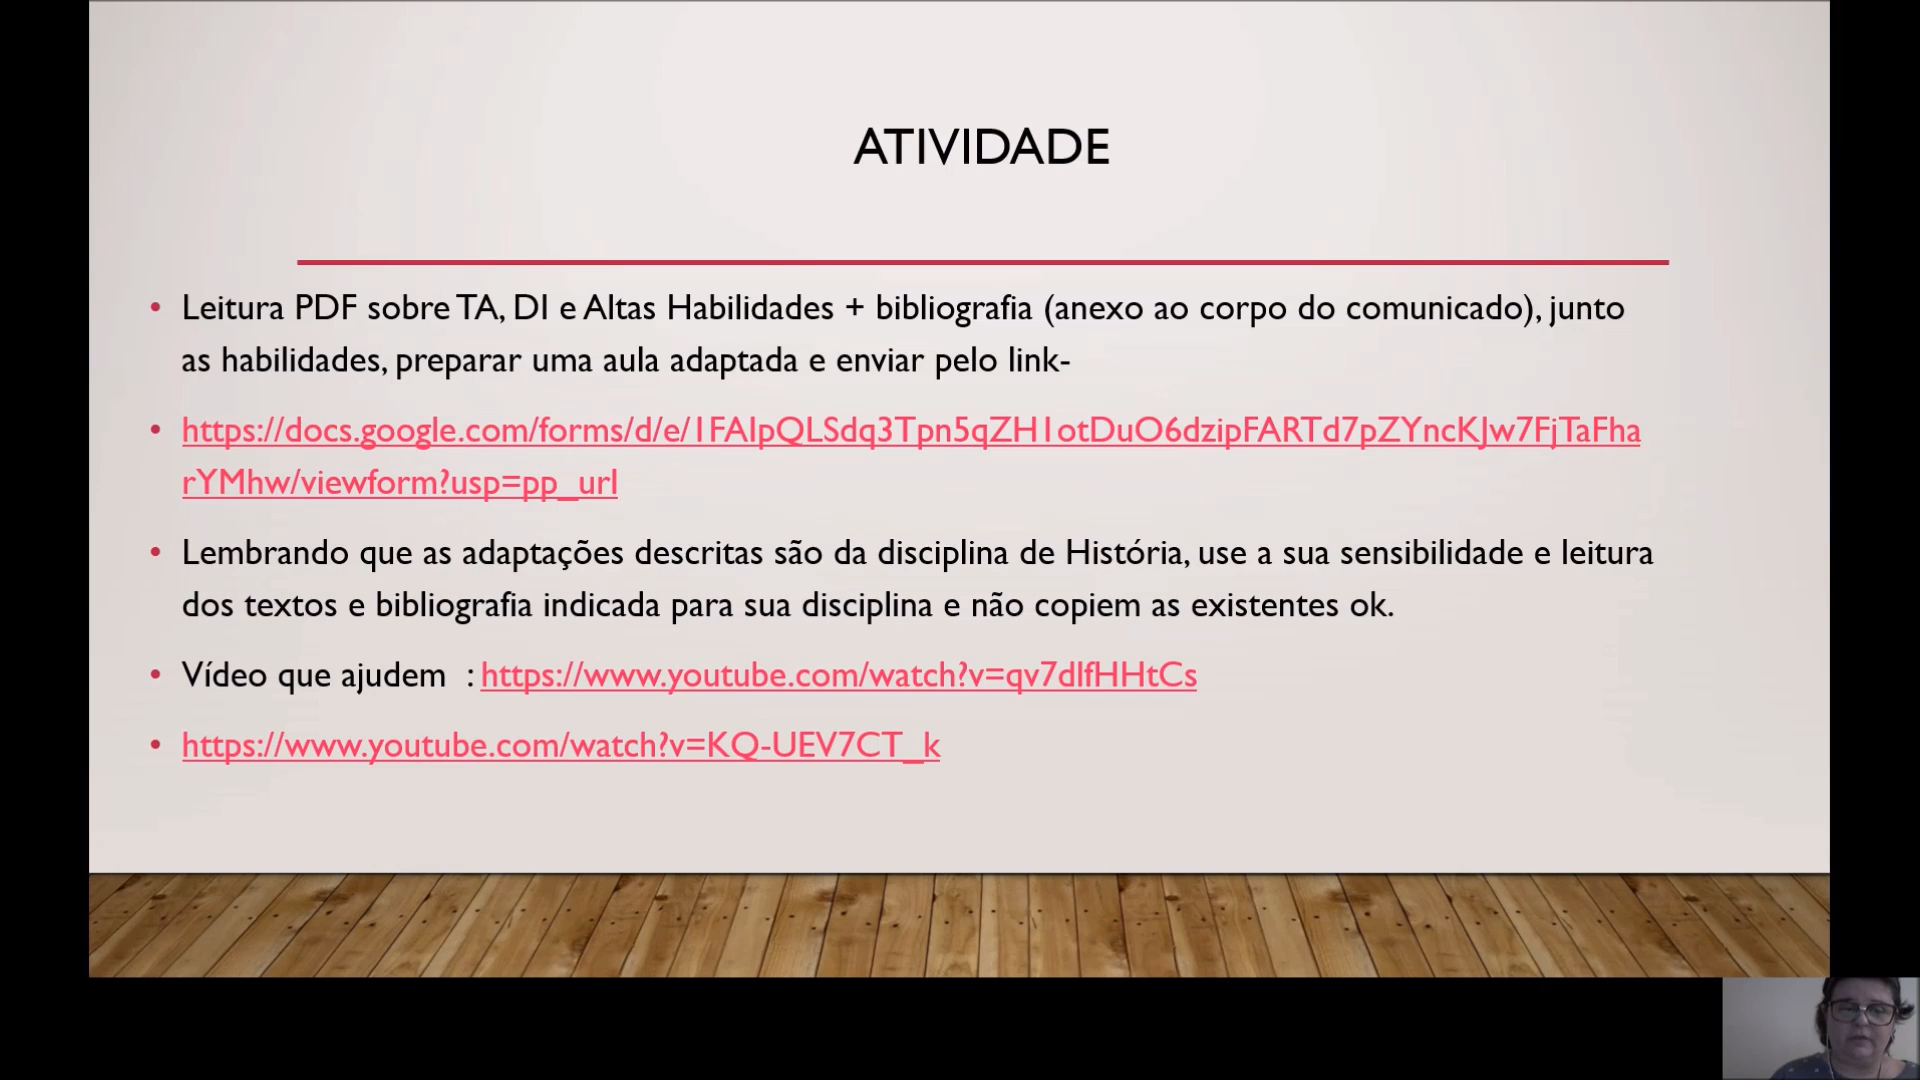 ATIVIDADE
• Leitura PDF sobre TA, DI e Altas Habilidades + bibliografia (anexo ao corpo do comunicado), junto
as habilidades, preparar uma aula adaptada e enviar pelo link-
• https://docs.google.com/forms/d/e/1FAIpQLSdq3Tpn5qZH1otDuO6dzipFARTd7pZYncKJw7FjTaFha
rYMhw/viewform?usp=pp_url
• Lembrando que as adaptações descritas são da disciplina de História, use a sua sensibilidade e leitura
dos textos e bibliografia indicada para sua disciplina e não copiem as existentes ok.
• Vídeo que ajudem  : https://www.youtube.com/watch?v=qv7dlfHHtCs
• https://www.youtube.com/watch?v=KQ-UEV7CT_k